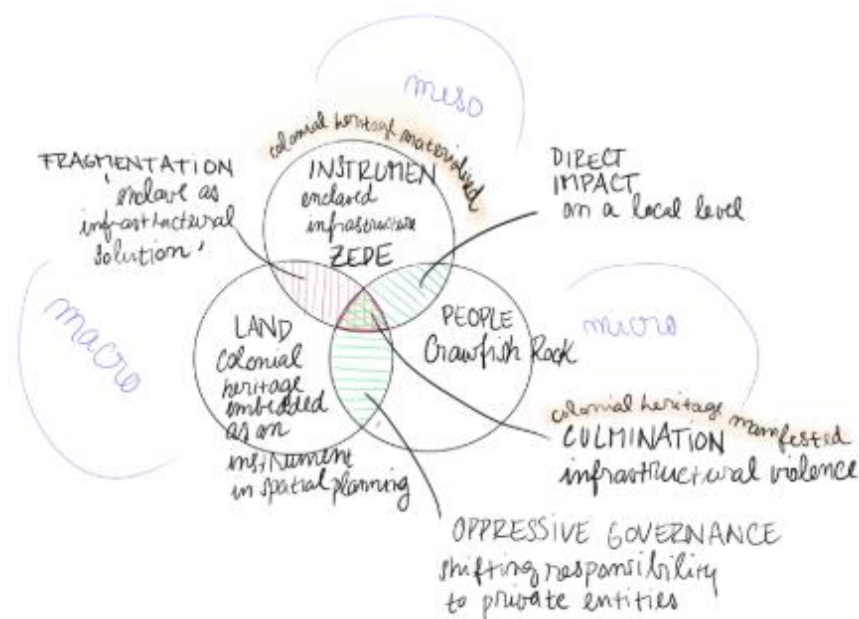 meso
colonial heritage materialised
FRAGMENTATION
'enclave as
infrastructural
solution'
INSTRUMEN
enclaved
infrastructure
ZEDE
DIRECT
IMPACT
on a local level
macro
LAND
colonial
heritage
embedded
as an
instrument
in spatial planning
PEOPLE
Crawfish Rock
micro
colonial heritage manifested
CULMINATION
infrastructural violence
OPPRESSIVE GOVERNANCE
shifting responsibility
to private entities